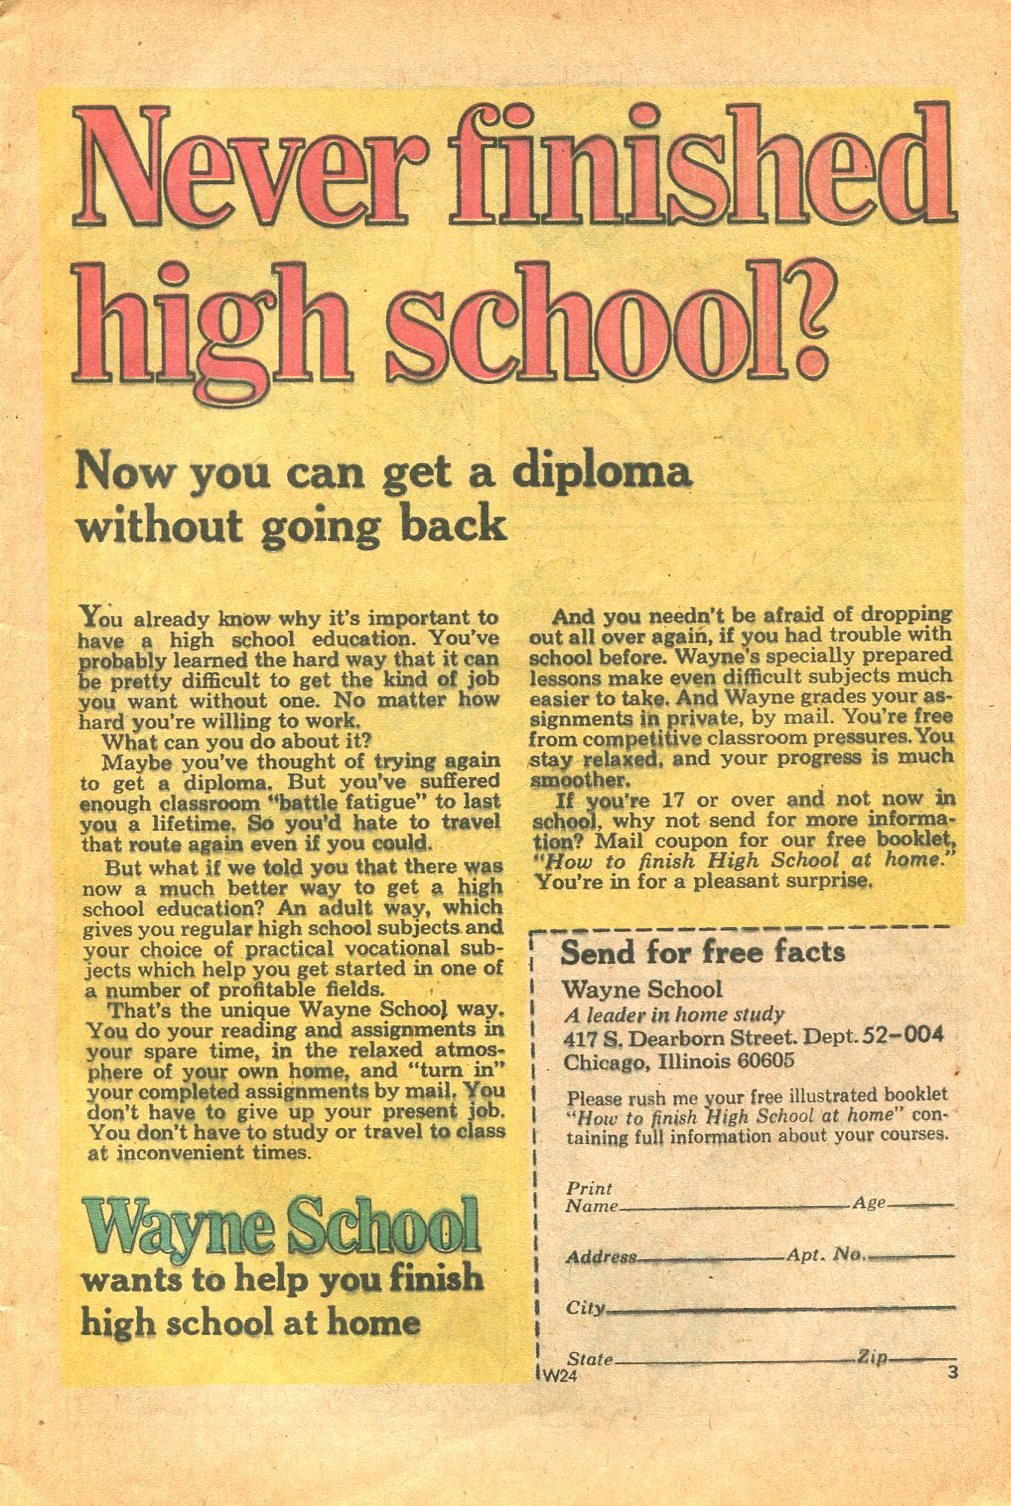 Never finished
high school?
Now you can get a diploma
without going back
You already know why it's important to
have a high school education. You've
probably learned the hard way that it can
be pretty difficult to get the kind of job
you want without one. No matter how
hard you're willing to work.
What can you do about it?
Maybe you've thought of trying again
to get a diploma. But you've suffered
enough classroom "battle fatigue" to last
you a lifetime. So you'd hate to travel
that route again even if you could.
But what if we told you that there was
now a much better way to get a high
school education? An adult way, which
gives you regular high school subjects and
your choice of practical vocational sub-
jects which help you get started in one of
a number of profitable fields.
That's the unique Wayne School way.
You do your reading and assignments in
your spare time, in the relaxed atmos-
phere of your own home, and "turn in"
your completed assignments by mail. You
don't have to give up your present job.
You don't have to study or travel to class
at inconvenient times.
Wayne School
wants to help you finish
high school at home
And you needn't be afraid of dropping
out all over again, if you had trouble with
school before. Wayne's specially prepared
lessons make even difficult subjects much
easier to take. And Wayne grades your as-
signments in private, by mail. You're free
from competitive classroom pressures. You
stay relaxed, and your progress is much
smoother.
If you're 17 or over and not now in
school, why not send for more informa-
tion? Mail coupon for our free booklet,
"How to finish High School at home."
You're in for a pleasant surprise.
Send for free facts
Wayne School
A leader in home study
417 S. Dearborn Street. Dept. 52-004
Chicago, Illinois 60605
Please rush me your free illustrated booklet
"How to finish High School at home" con-
taining full information about your courses.
Print
Name Age
Address Apt. No.
City
State Zip
W24 3